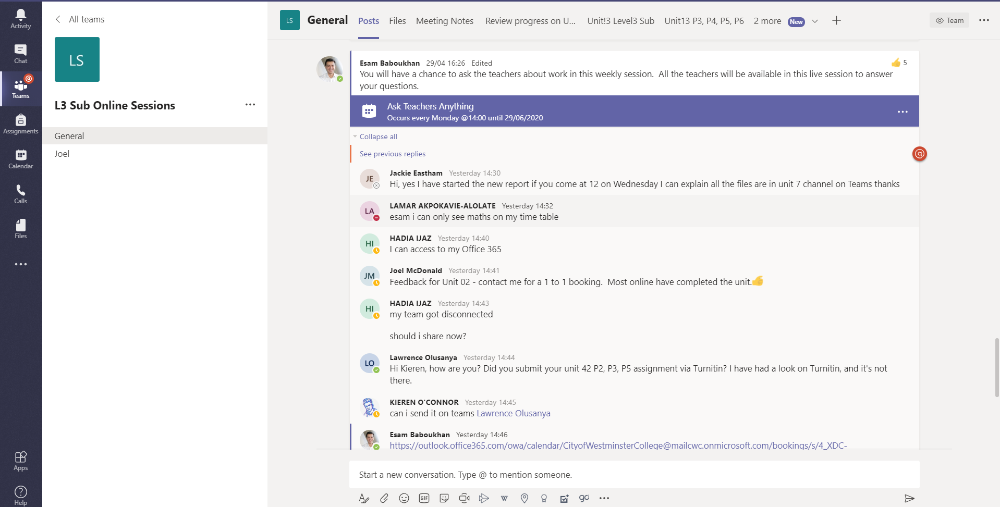 Activity
Chat
@
Teams
Assignments
Calendar
Calls
Files
Apps
Help
All teams
LS
L3 Sub Online Sessions
General
Joel
LS
General
Posts
Files
Meeting Notes
Review progress on U...
Unit!3 Level3 Sub
Unit13 P3, P4, P5, P6
2 more
New
Team
Esam Baboukhan 29/04 16:26 Edited
5
You will have a chance to ask the teachers about work in this weekly session.  All the teachers will be available in this live session to answer
your questions.
Ask Teachers Anything
Occurs every Monday @14:00 until 29/06/2020
Collapse all
See previous replies
@
JE
Jackie Eastham Yesterday 14:30
Hi, yes I have started the new report if you come at 12 on Wednesday I can explain all the files are in unit 7 channel on Teams thanks
LA
LAMAR AKPOKAVIE-ALOLATE Yesterday 14:32
esam i can only see maths on my time table
HI
HADIA IJAZ Yesterday 14:40
I can access to my Office 365
JM
Joel McDonald Yesterday 14:41
Feedback for Unit 02 - contact me for a 1 to 1 booking.  Most online have completed the unit.
HI
HADIA IJAZ Yesterday 14:43
my team got disconnected
should i share now?
LO
Lawrence Olusanya Yesterday 14:44
Hi Kieren, how are you? Did you submit your unit 42 P2, P3, P5 assignment via Turnitin? I have had a look on Turnitin, and it's not
there.
KIEREN O'CONNOR Yesterday 14:45
can i send it on teams Lawrence Olusanya
Esam Baboukhan Yesterday 14:46
https://outlook.office365.com/owa/calendar/CityofWestminsterCollege@mailcwc.onmicrosoft.com/bookings/s/4_XDC-
Start a new conversation. Type @ to mention someone.
GIF
W
gc